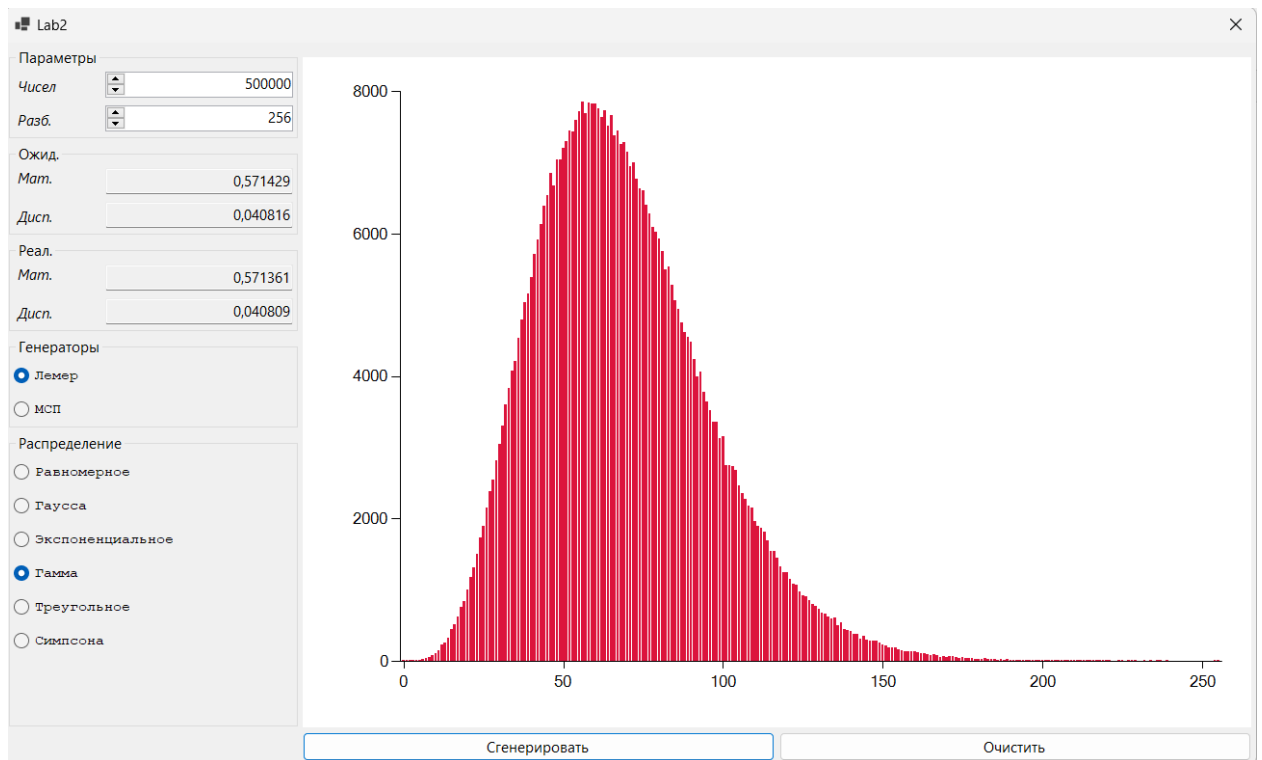 Lab2
Параметры
Чисел 500000
Разб. 256
Ожид.
Мат. 0,571429
Дисп. 0,040816
Реал.
Мат. 0,571361
Дисп. 0,040809
Генераторы
Лемер
МСП
Распределение
Равномерное
Гаусса
Экспоненциальное
Гамма
Треугольное
Симпсона
8000
6000
4000
2000
0
0 50 100 150 200 250
Сгенерировать Очистить